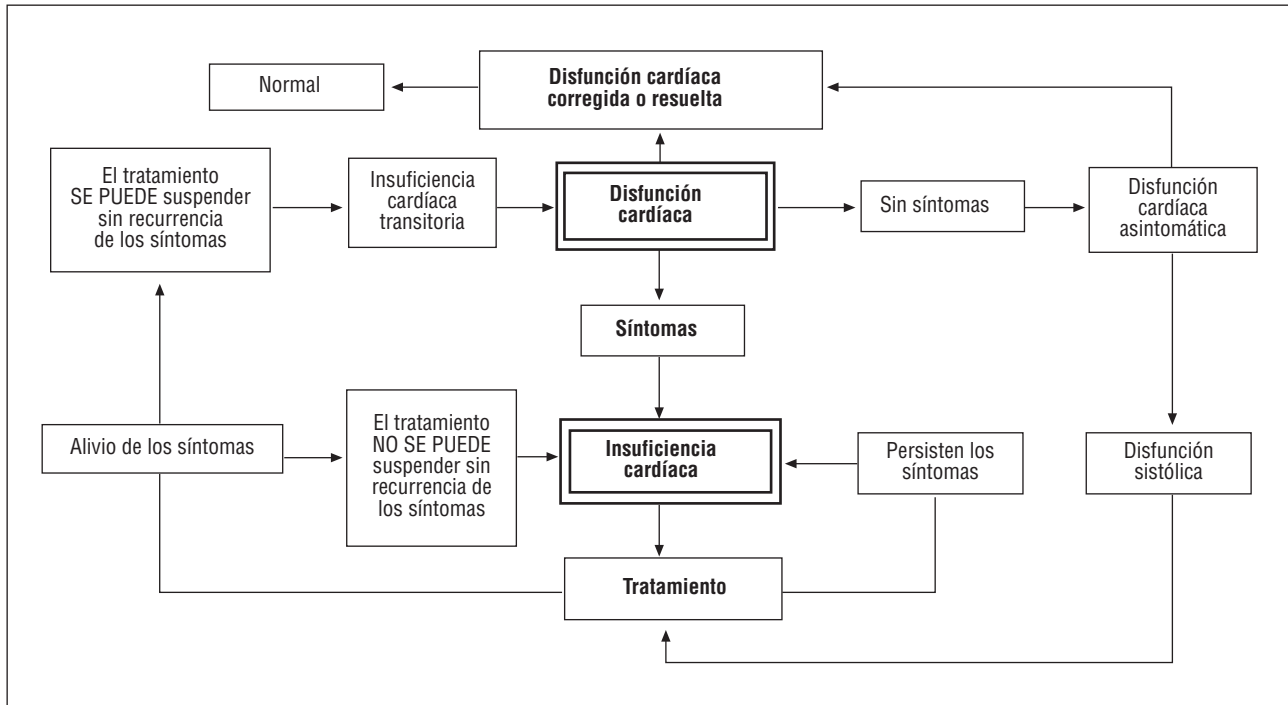 Normal
Disfunción cardíaca
corregida o resuelta
El tratamiento
SE PUEDE suspender
sin recurrencia
de los síntomas
Insuficiencia
cardíaca
transitoria
Disfunción
cardíaca
Sin síntomas
Disfunción
cardíaca
asintomática
Síntomas
Alivio de los síntomas
El tratamiento
NO SE PUEDE
suspender sin
recurrencia de
los síntomas
Insuficiencia
cardíaca
Persisten los
síntomas
Disfunción
sistólica
Tratamiento